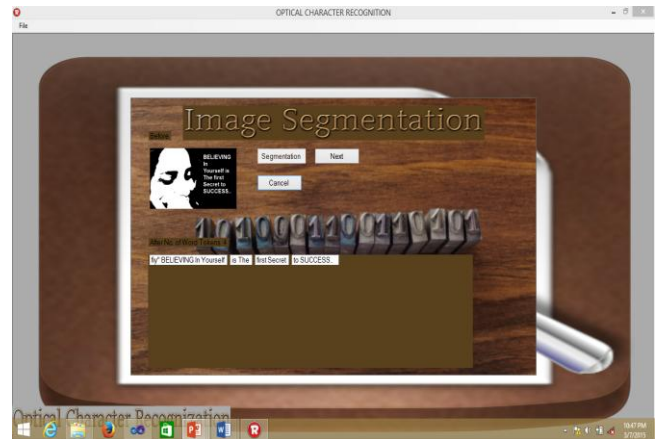 OPTICAL CHARACTER RECOGNITION
File
Image Segmentation
Before
BELIEVING
In
Yourself is
The first
Secret to
SUCCESS..
Segmentation
Next
Cancel
After No. of Word Tokens 4
fly" BELIEVING In Yourself
is The
first Secret
to SUCCESS..
Optical Character Recognization
10:47 PM
5/7/2015